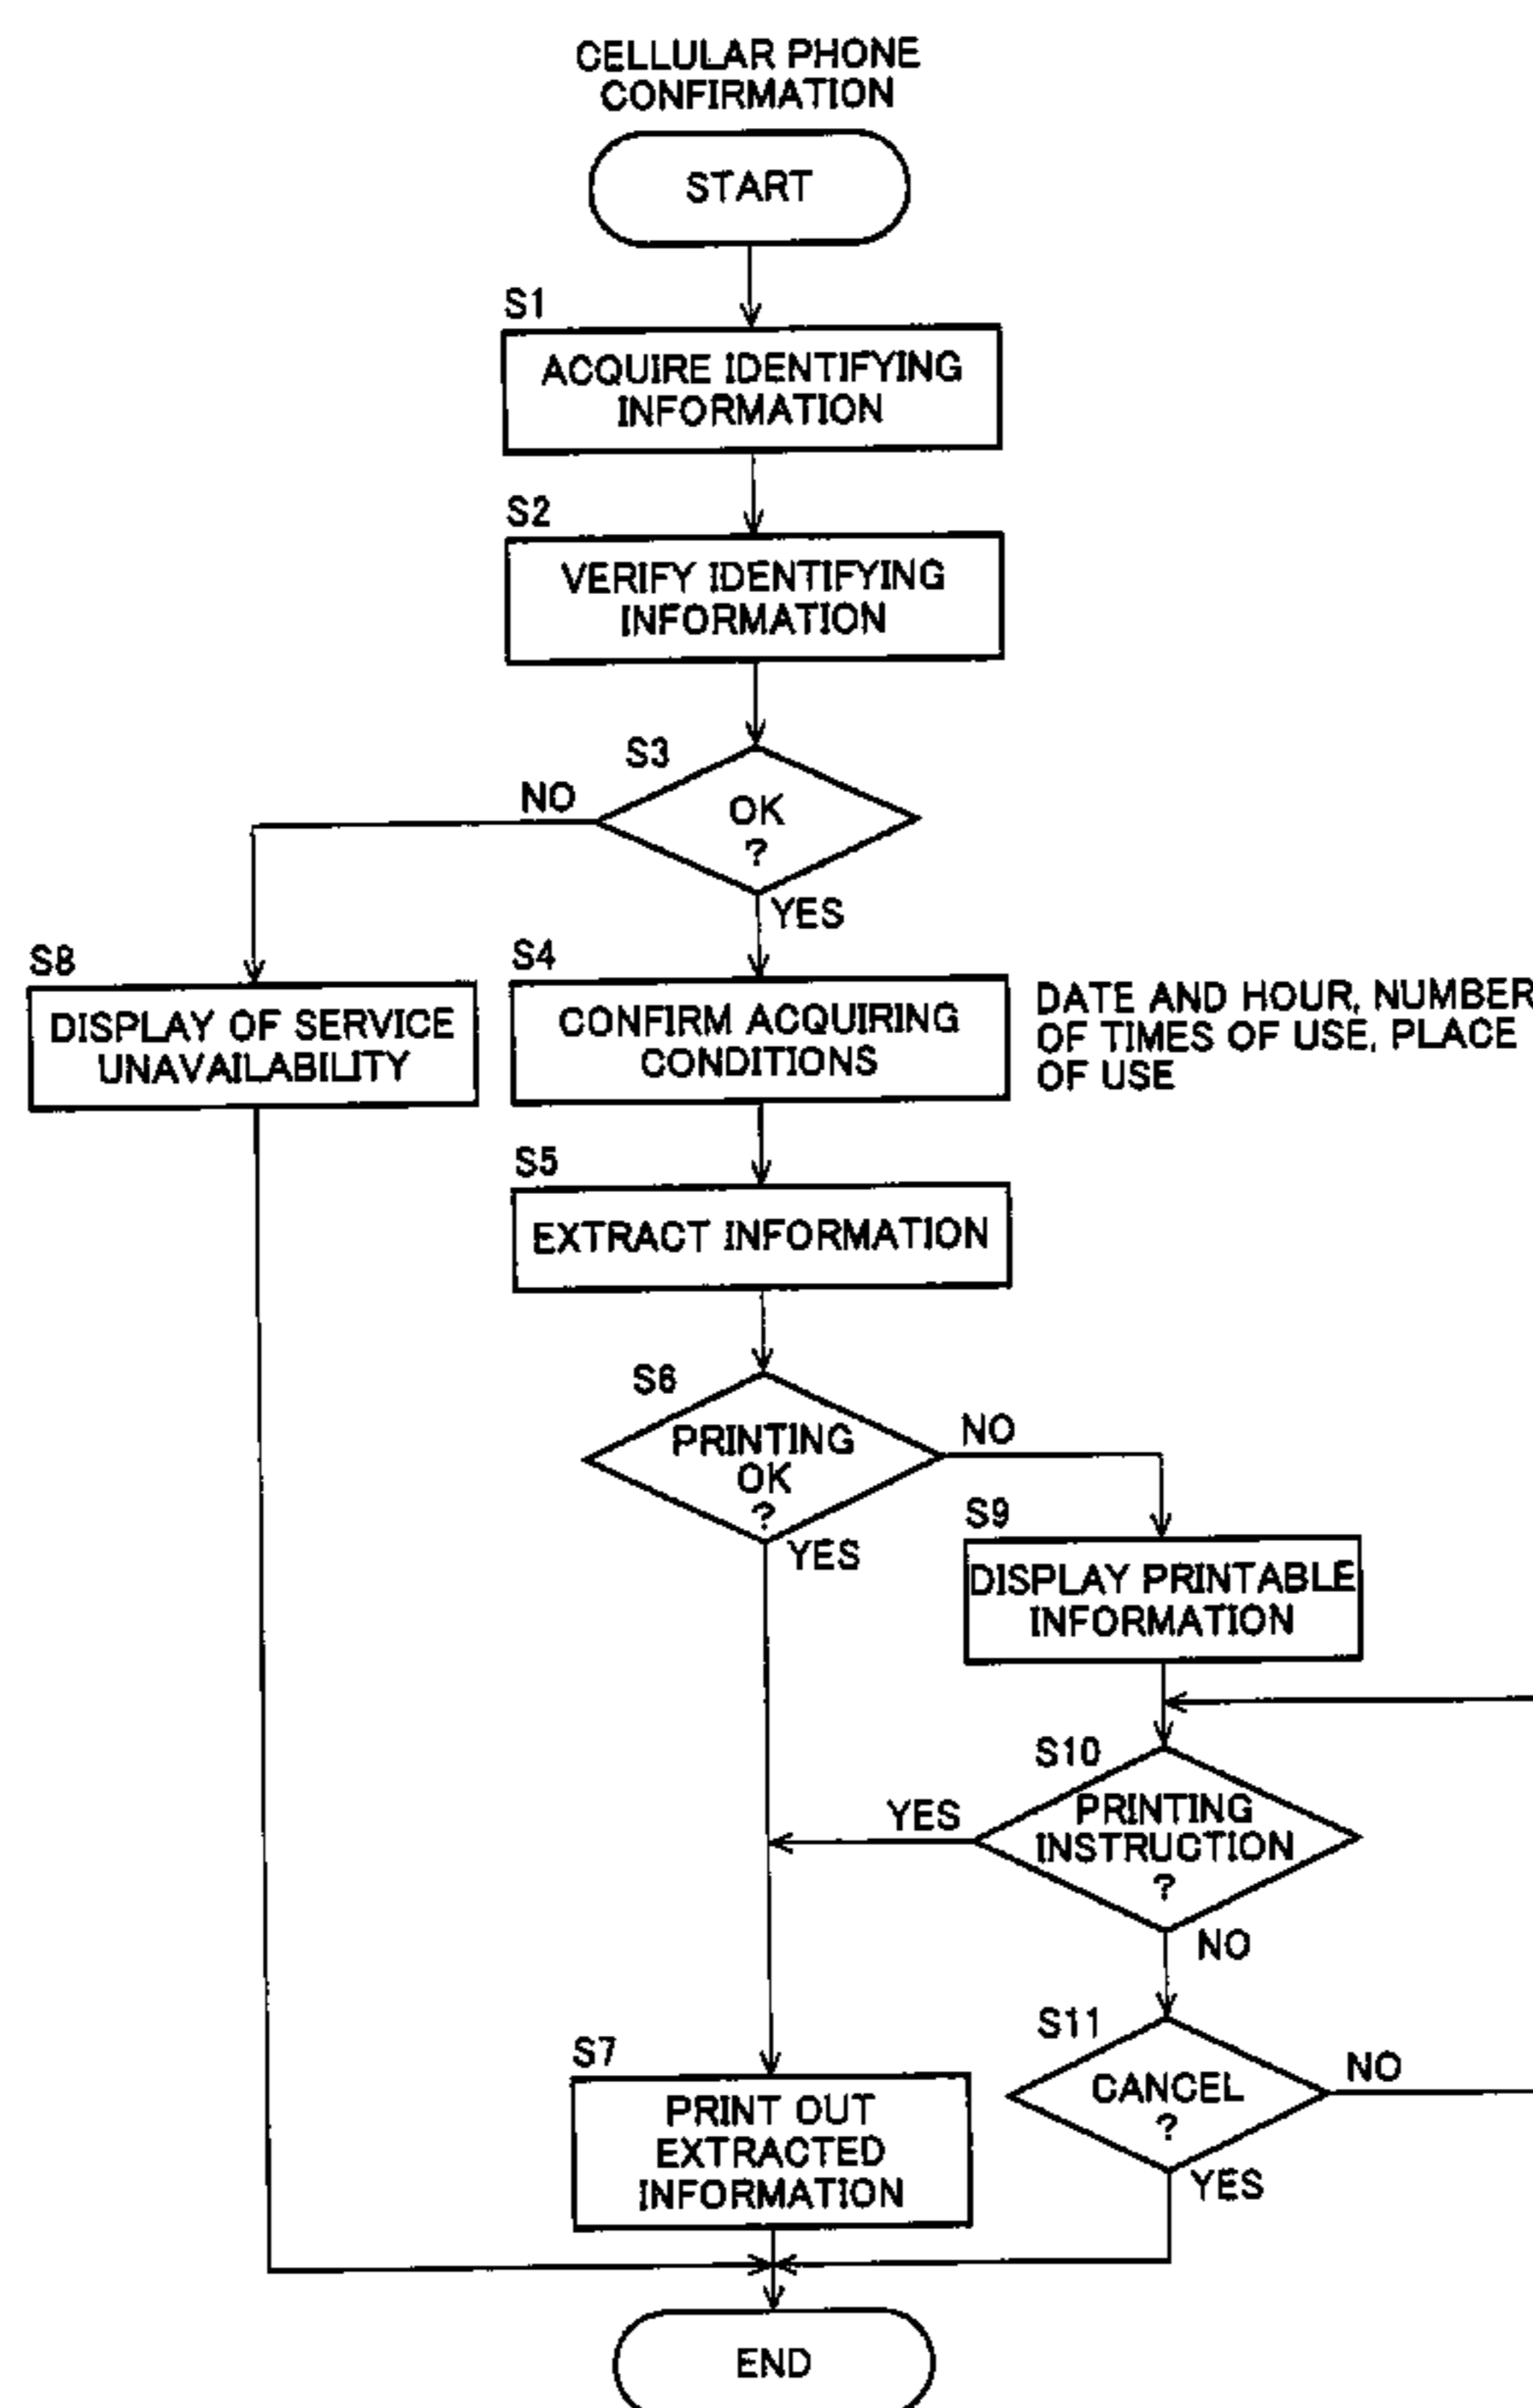 CELLULAR PHONE
CONFIRMATION
START
S1
ACQUIRE IDENTIFYING
INFORMATION
S2
VERIFY IDENTIFYING
INFORMATION
S3
OK
?
NO
YES
S8
DISPLAY OF SERVICE
UNAVAILABILITY
S4
CONFIRM ACQUIRING
CONDITIONS
DATE AND HOUR, NUMBER
OF TIMES OF USE, PLACE
OF USE
S5
EXTRACT INFORMATION
S6
PRINTING
OK
?
NO
YES
S9
DISPLAY PRINTABLE
INFORMATION
S10
PRINTING
INSTRUCTION
?
YES
NO
S11
CANCEL
?
NO
YES
S7
PRINT OUT
EXTRACTED
INFORMATION
END